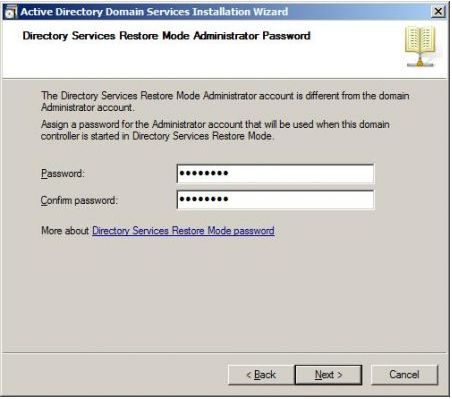 Active Directory Domain Services Installation Wizard
Directory Services Restore Mode Administrator Password
The Directory Services Restore Mode Administrator account is different from the domain
Administrator account.
Assign a password for the Administrator account that will be used when this domain
controller is started in Directory Services Restore Mode.
Password: ●●●●●●●●
Confirm password: ●●●●●●●●
More about Directory Services Restore Mode password
< Back Next > Cancel